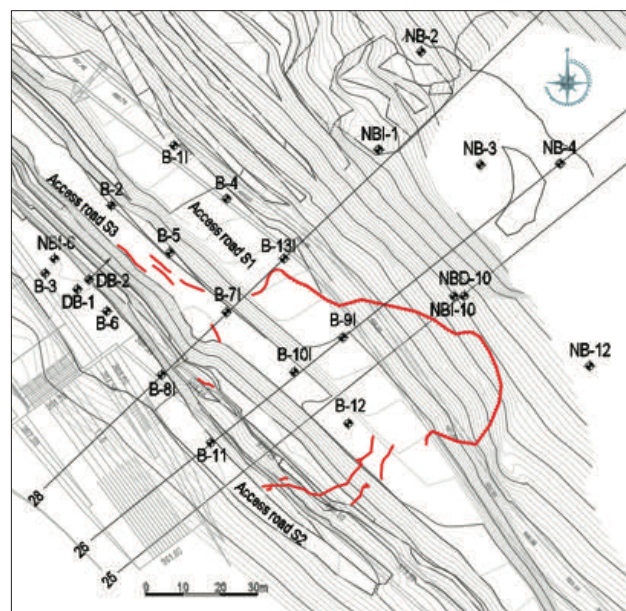 NB-2
B-1I
NBI-1
NB-3
NB-4
B-2
B-4
Access road S3
Access road S1
B-5
B-13I
NBI-6
B-3
DB-2
DB-1
B-6
B-7I
NBD-10
NBI-10
B-9I
B-10I
NB-12
B-8I
B-12
B-11
Access road S2
28
26
25
0 10 20 30m